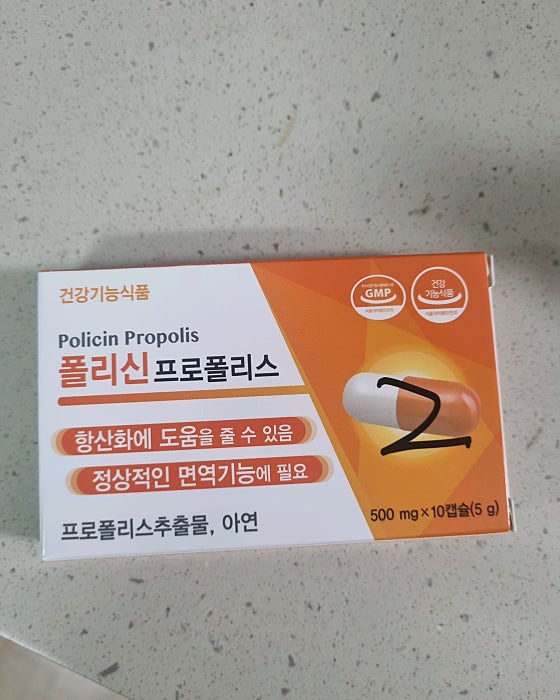 건강기능식품
GMP
건강
기능식품
Policin Propolis
폴리신 프로폴리스
항산화에 도움을 줄 수 있음
정상적인 면역기능에 필요
2
500 mg×10캡슐(5 g)
프로폴리스추출물, 아연